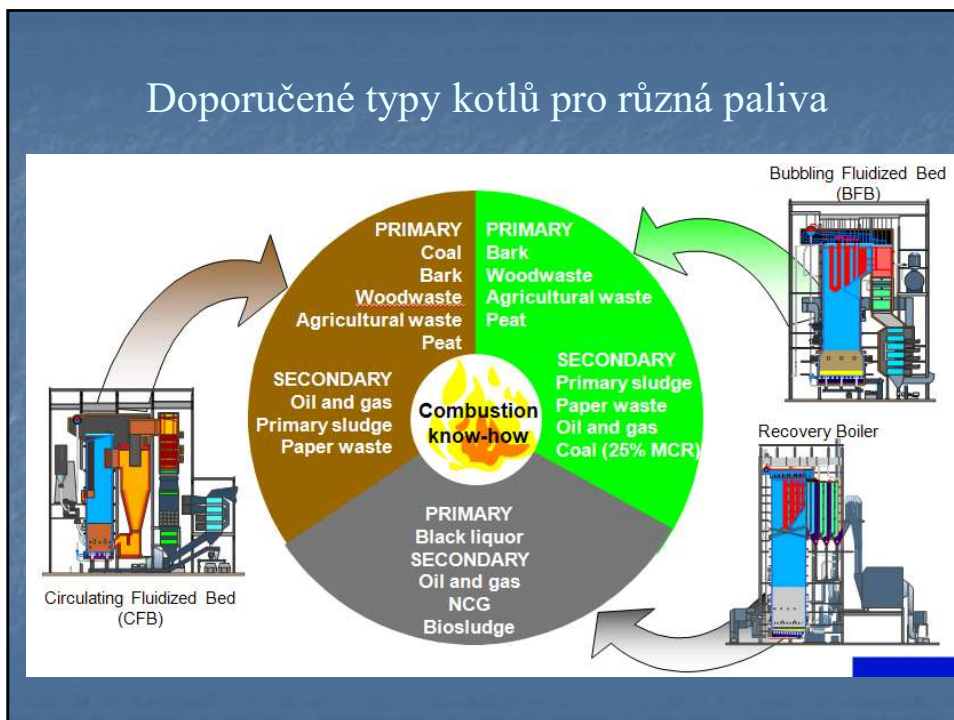 Doporučené typy kotlů pro různá paliva
Bubbling Fluidized Bed
(BFB)
PRIMARY
Coal
Bark
Woodwaste
Agricultural waste
Peat
SECONDARY
Oil and gas
Primary sludge
Paper waste
PRIMARY
Bark
Woodwaste
Agricultural waste
Peat
SECONDARY
Primary sludge
Paper waste
Oil and gas
Coal (25% MCR)
Combustion
know-how
Recovery Boiler
PRIMARY
Black liquor
SECONDARY
Oil and gas
NCG
Biosludge
Circulating Fluidized Bed
(CFB)